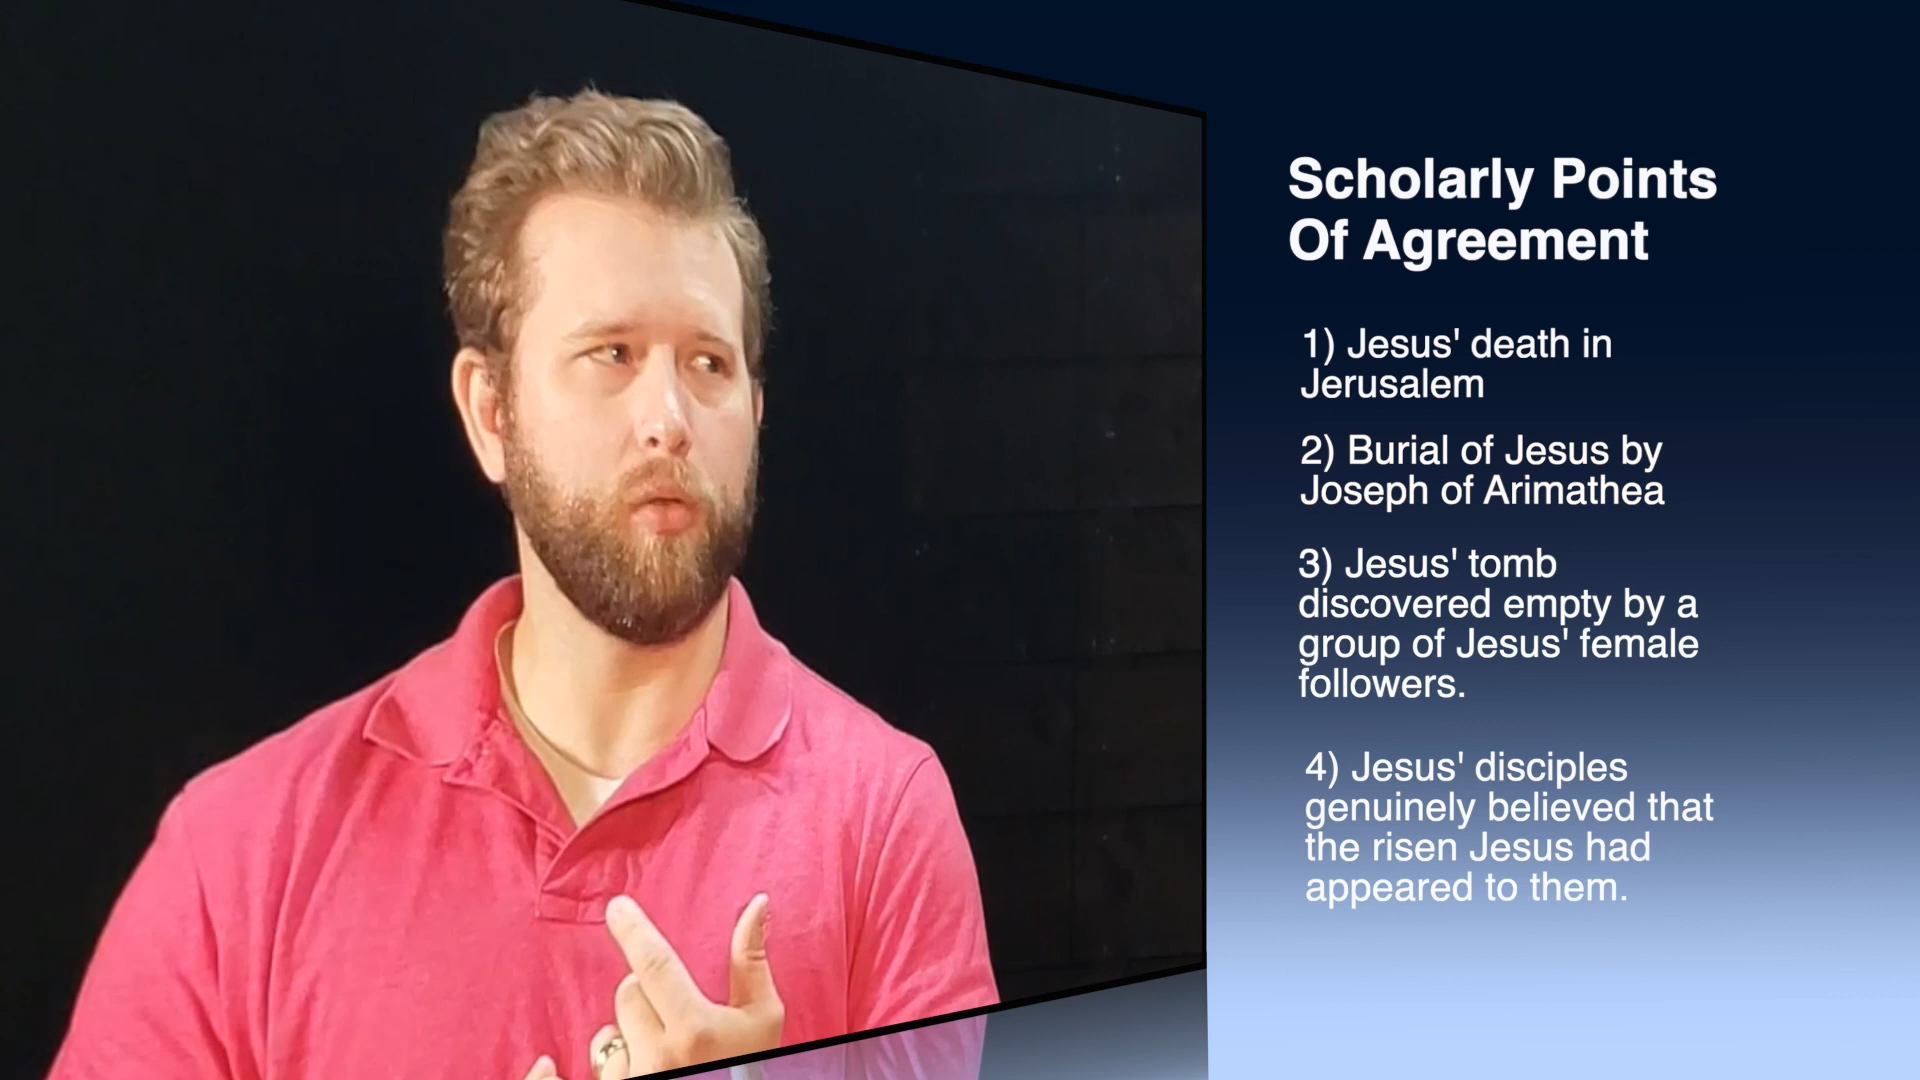 Scholarly Points
Of Agreement
1) Jesus' death in
Jerusalem
2) Burial of Jesus by
Joseph of Arimathea
3) Jesus' tomb
discovered empty by a
group of Jesus' female
followers.
4) Jesus' disciples
genuinely believed that
the risen Jesus had
appeared to them.